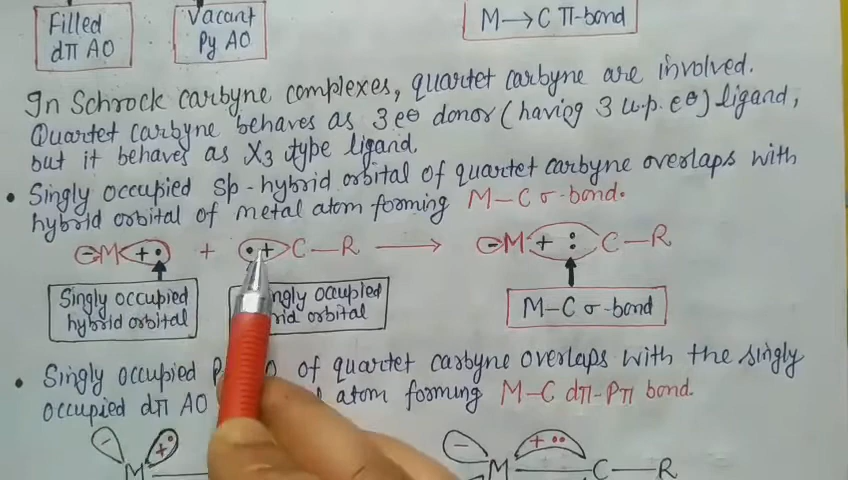 Filled
dπ AO
Vacant
Py AO
M→C π-bond
In Schrock carbyne complexes, quartet carbyne are involved.
Quartet carbyne behaves as 3e⊖ donor (having 3 u.p. e⊖) ligand,
but it behaves as X3 type ligand.
• Singly occupied sp-hybrid orbital of quartet carbyne overlaps with
hybrid orbital of metal atom forming M-C σ-bond.
⊖M + • + • + C-R → ⊖M + : C-R
Singly occupied
hybrid orbital
ngly occupied
rid orbital
M-C σ-bond
• Singly occupied of quartet carbyne overlaps with the singly
occupied dπ AO atom forming M-C dπ-Pπ bond.
- + • M
- + •• M C-R